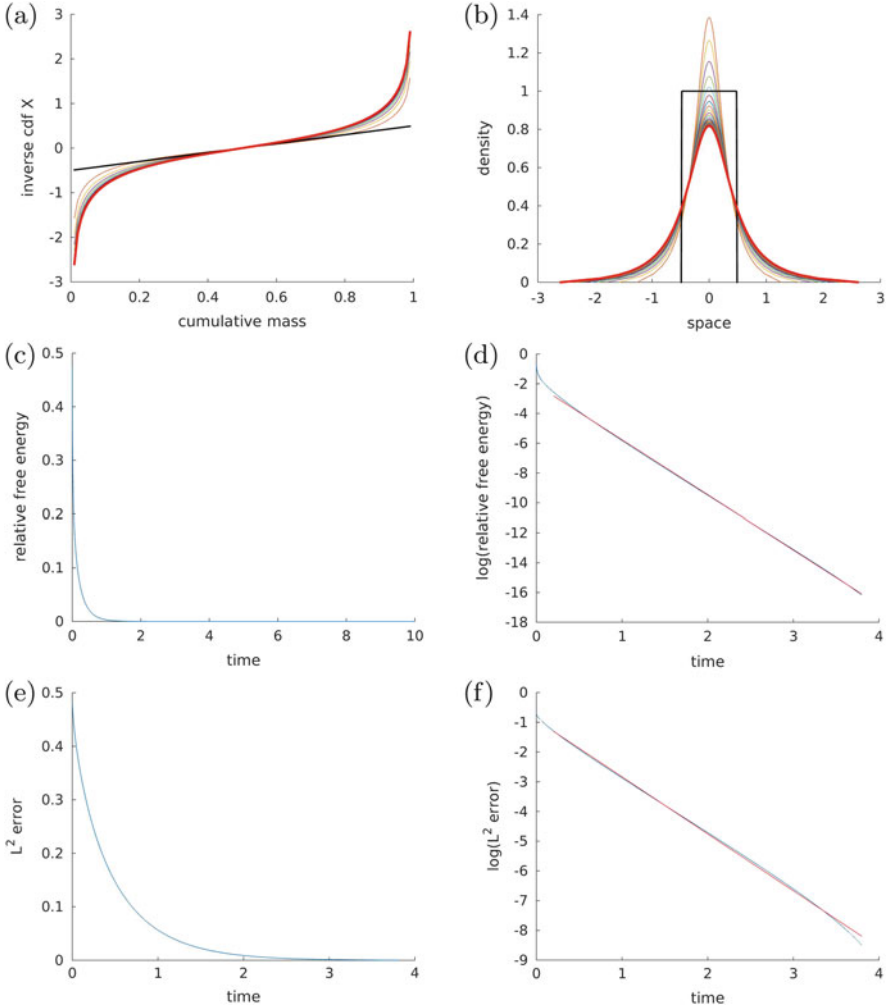 (a)
inverse cdf X
3
2
1
0
-1
-2
-3
0 0.2 0.4 0.6 0.8 1
cumulative mass
(b)
density
1.4
1.2
1
0.8
0.6
0.4
0.2
0
-3 -2 -1 0 1 2 3
space
(c)
relative free energy
0.5
0.4
0.3
0.2
0.1
0
0 2 4 6 8 10
time
(d)
log(relative free energy)
0
-2
-4
-6
-8
-10
-12
-14
-16
-18
0 1 2 3 4
time
(e)
L² error
0.5
0.4
0.3
0.2
0.1
0
0 1 2 3 4
time
(f)
log(L² error)
0
-1
-2
-3
-4
-5
-6
-7
-8
-9
0 1 2 3 4
time